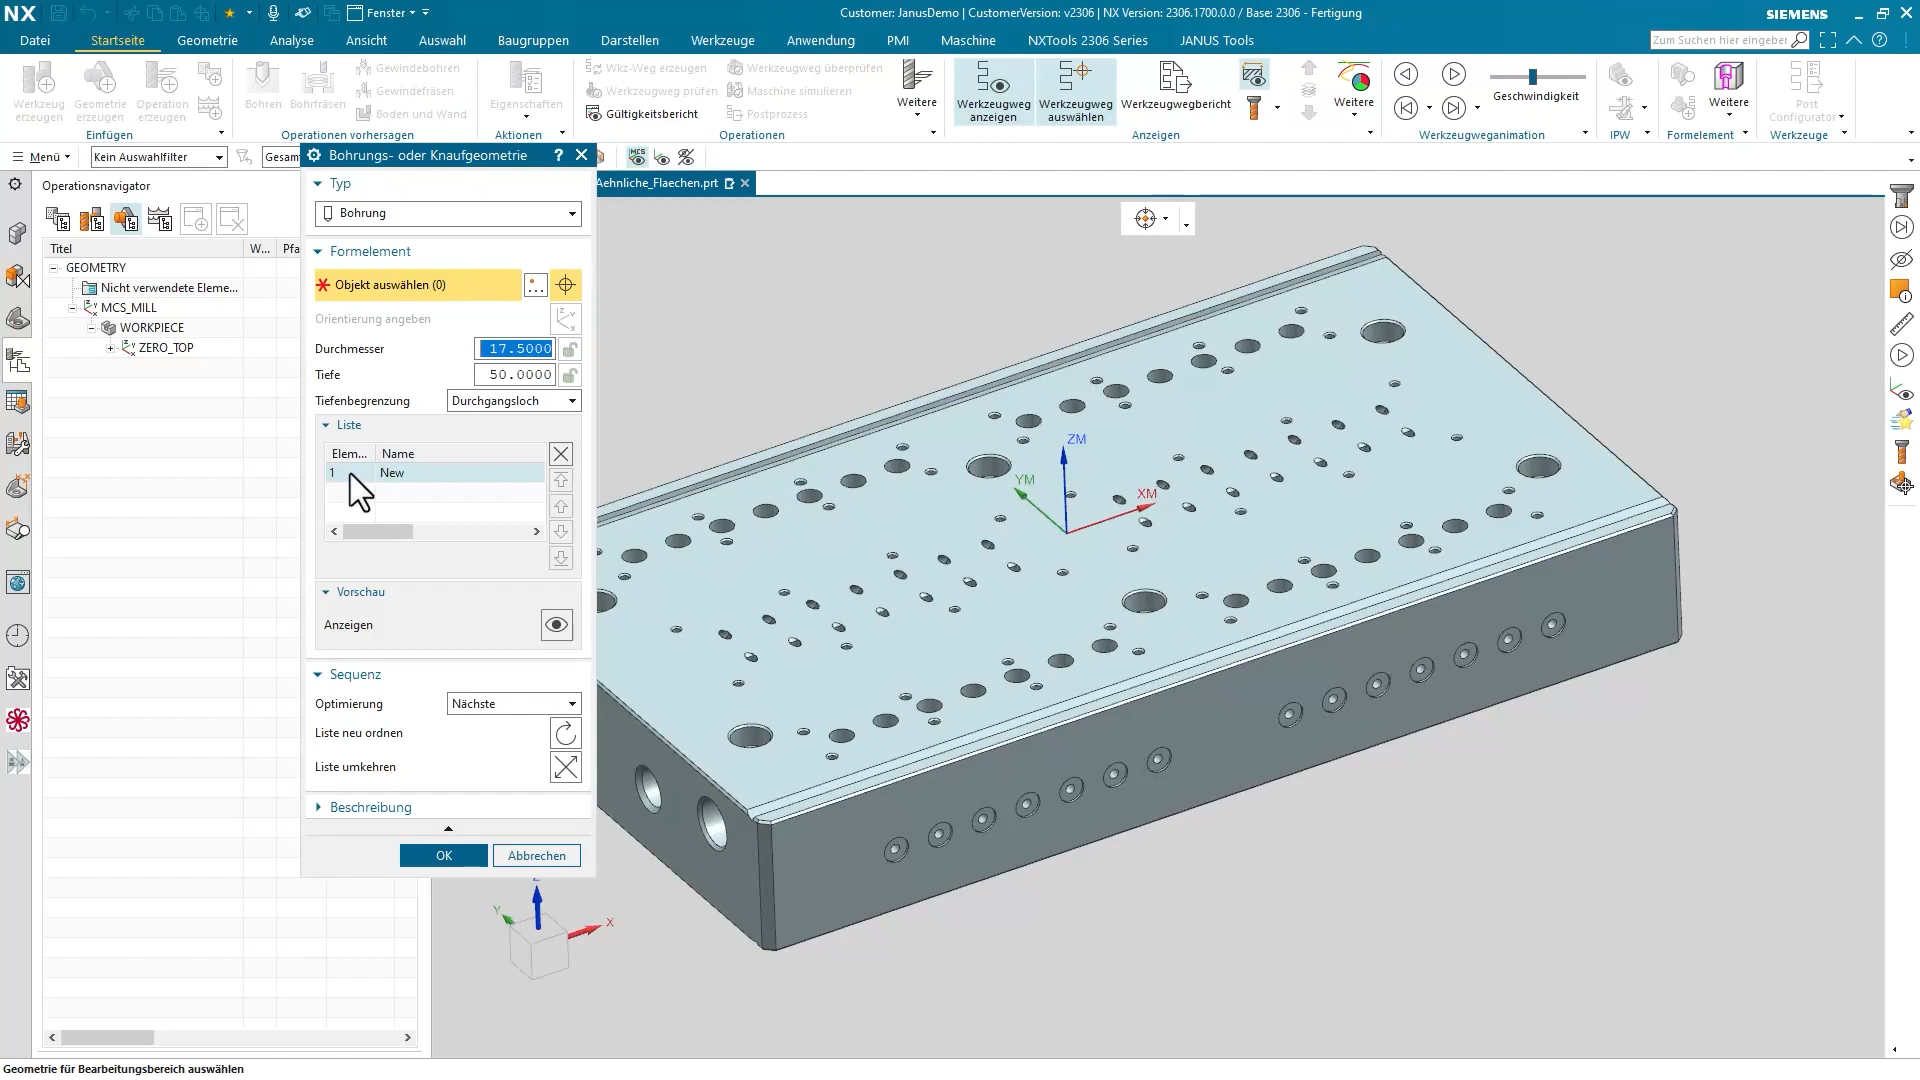 NX
Fenster
Customer: JanusDemo | CustomerVersion: v2306 | NX Version: 2306.1700.0.0 / Base: 2306 - Fertigung
SIEMENS
Datei
Startseite
Geometrie
Analyse
Ansicht
Auswahl
Baugruppen
Darstellen
Werkzeuge
Anwendung
PMI
Maschine
NXTools 2306 Series
JANUS Tools
Zum Suchen hier eingeber
Werkzeug erzeugen
Geometrie erzeugen
Operation erzeugen
Einfügen
Bohren
Bohrfräsen
Gewindebohren
Gewindefräsen
Boden und Wand
Operationen vorhersagen
Eigenschaften
Aktionen
Wkz-Weg erzeugen
Werkzeugweg prüfen
Gültigkeitsbericht
Werkzeugweg überprüfen
Maschine simulieren
Postprozess
Weitere
Operationen
Werkzeugweg anzeigen
Werkzeugweg auswählen
Werkzeugwegbericht
Weitere
Anzeigen
Geschwindigkeit
Werkzeugweganimation
IPW
Weitere
Formelement
Post Configurator
Werkzeuge
Menü
Kein Auswahlfilter
Gesam
MCS
Bohrungs- oder Knaufgeometrie
?
Aehnliche_Flaechen.prt
Operationsnavigator
Titel
W...
Pfa
GEOMETRY
Nicht verwendete Eleme...
MCS_MILL
WORKPIECE
ZERO_TOP
Typ
Bohrung
Formelement
Objekt auswählen (0)
Orientierung angeben
Durchmesser
17.5000
Tiefe
50.0000
Tiefenbegrenzung
Durchgangsloch
Liste
Elem...
Name
1
New
Vorschau
Anzeigen
Sequenz
Optimierung
Nächste
Liste neu ordnen
Liste umkehren
Beschreibung
OK
Abbrechen
ZM
YM
XM
Z
Y
X
Geometrie für Bearbeitungsbereich auswählen